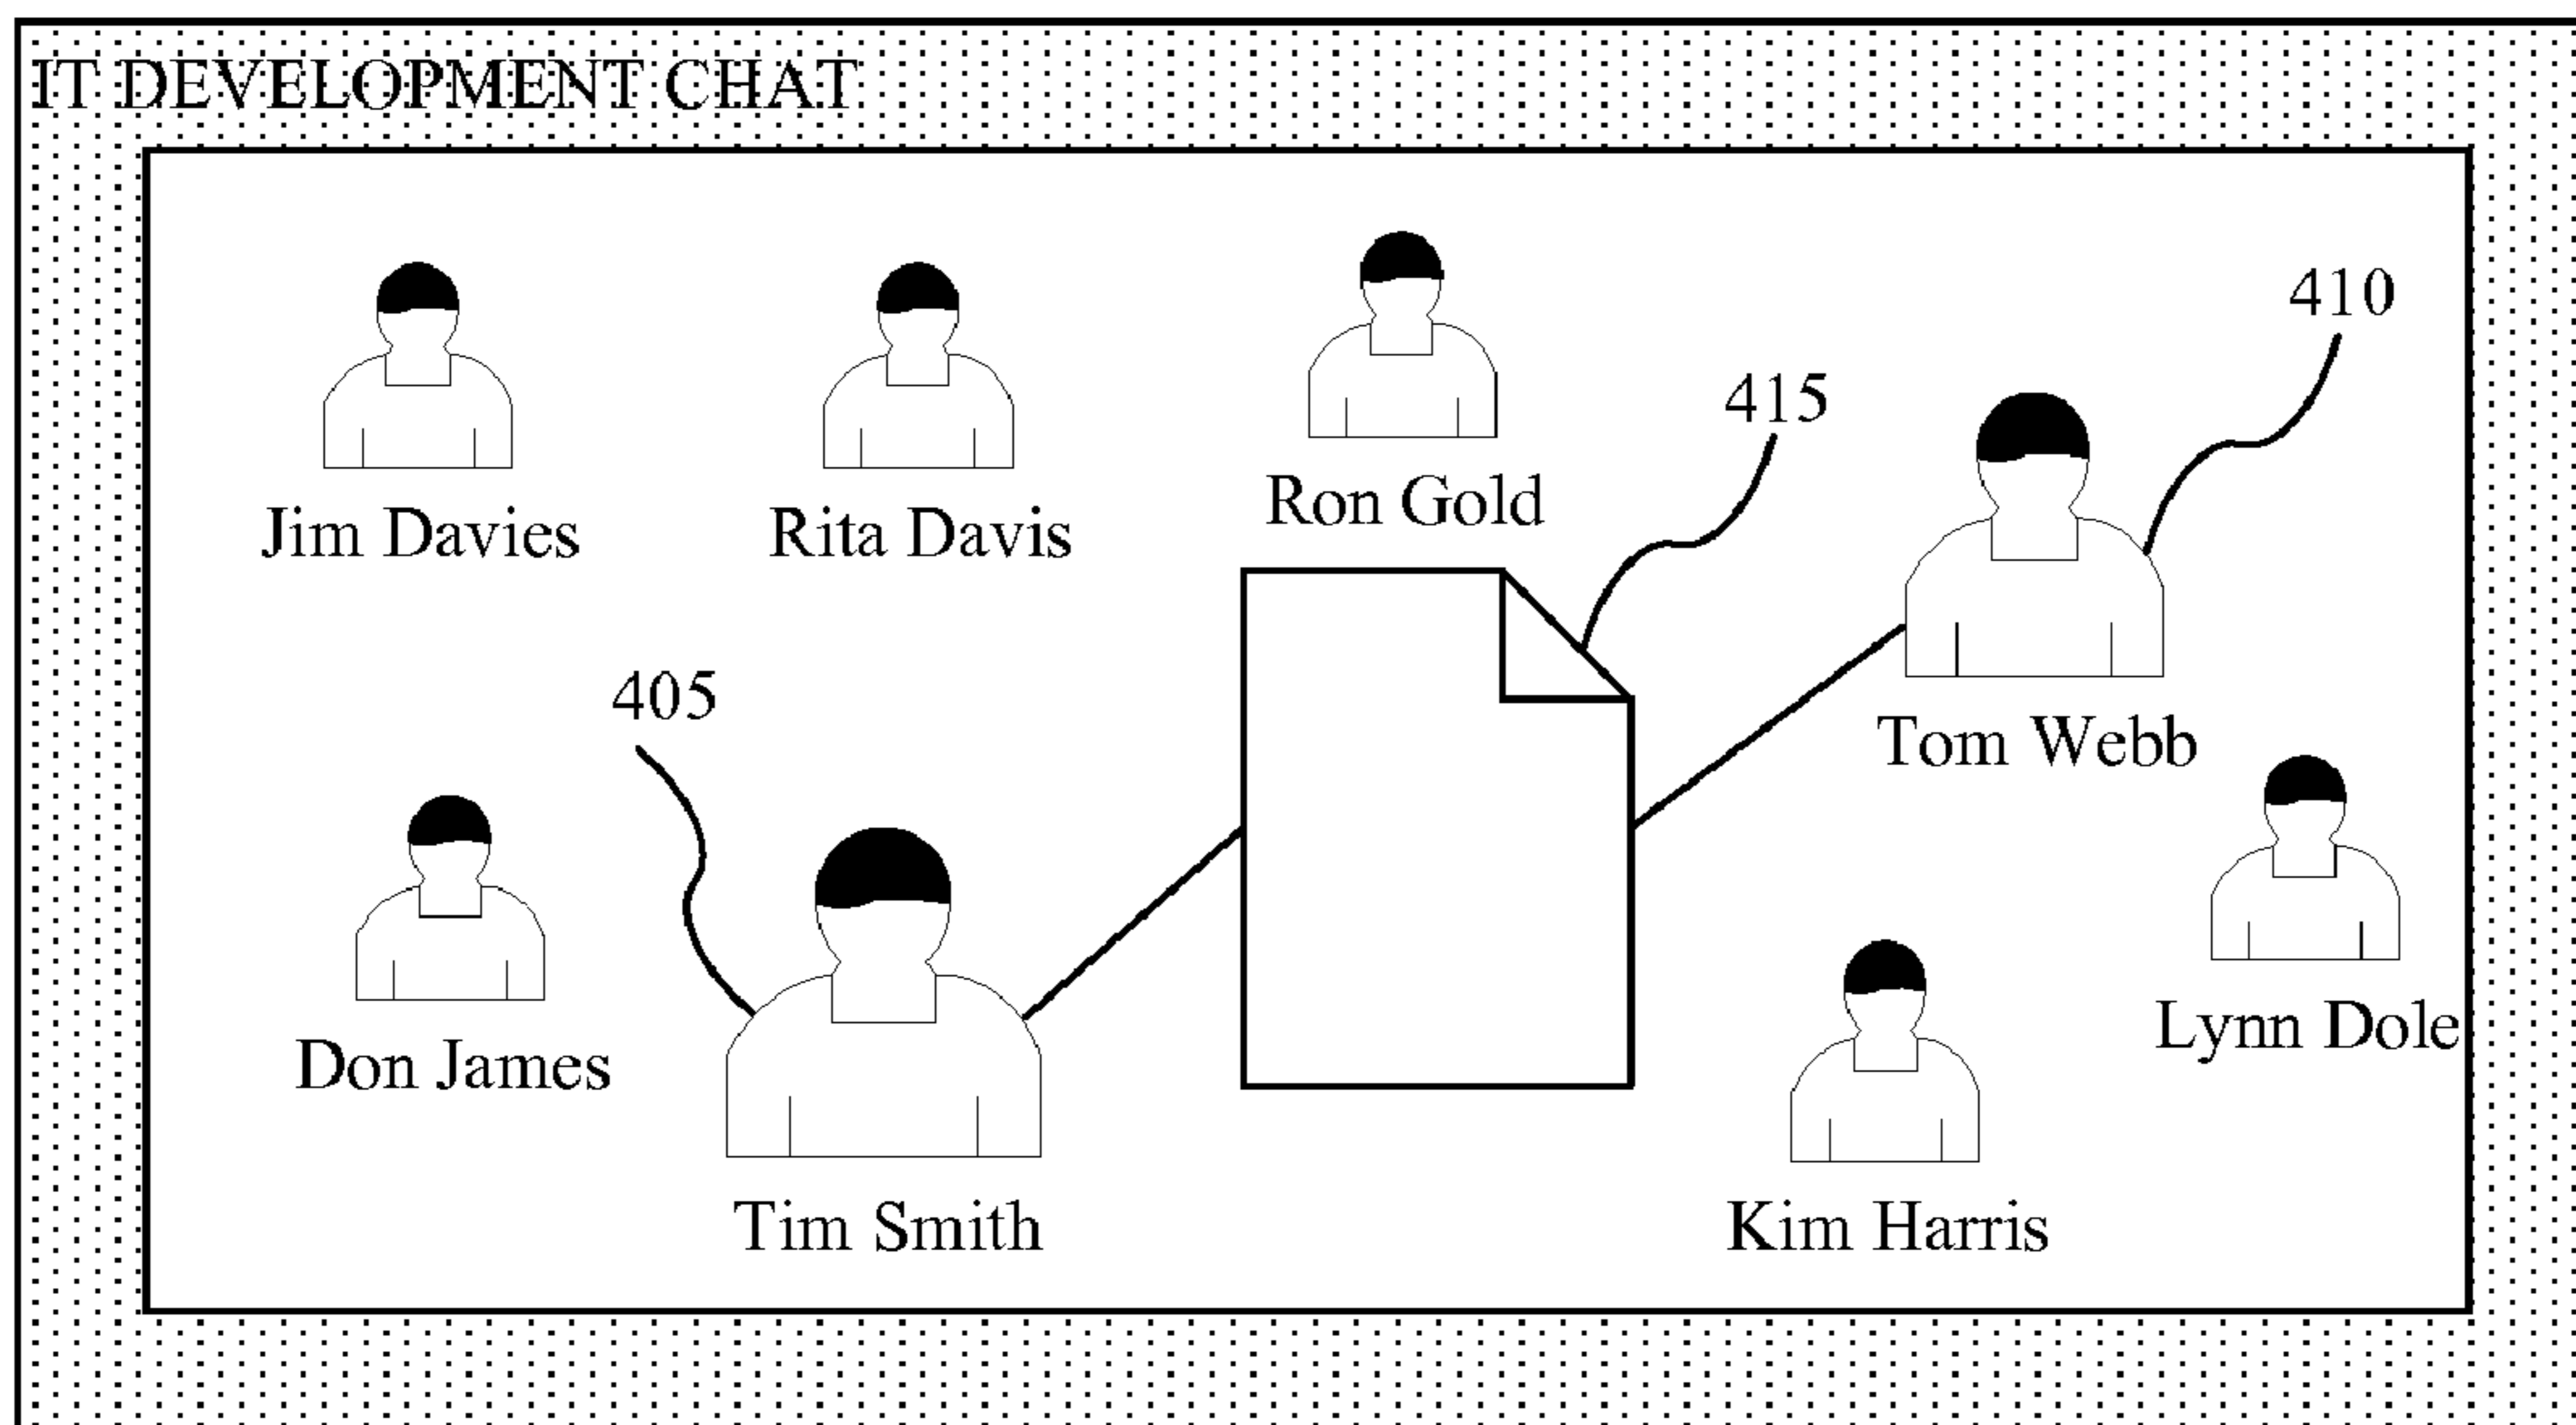 IT DEVELOPMENT CHAT
410
415
Ron Gold
Jim Davies
Rita Davis
405
Tom Webb
Lynn Dole
Don James
Tim Smith
Kim Harris